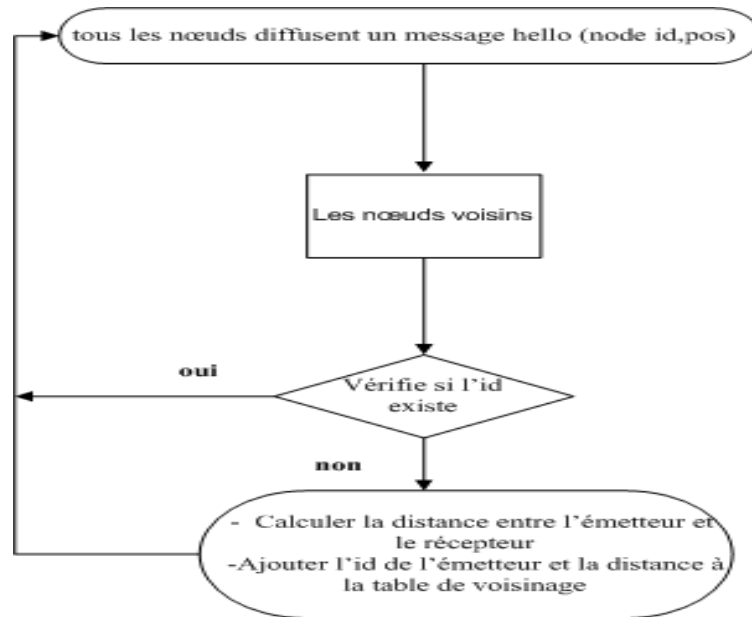 tous les nœuds diffusent un message hello (node id,pos)
Les nœuds voisins
oui
Vérifie si l'id
existe
non
- Calculer la distance entre l'émetteur et
le récepteur
-Ajouter l'id de l'émetteur et la distance à
la table de voisinage